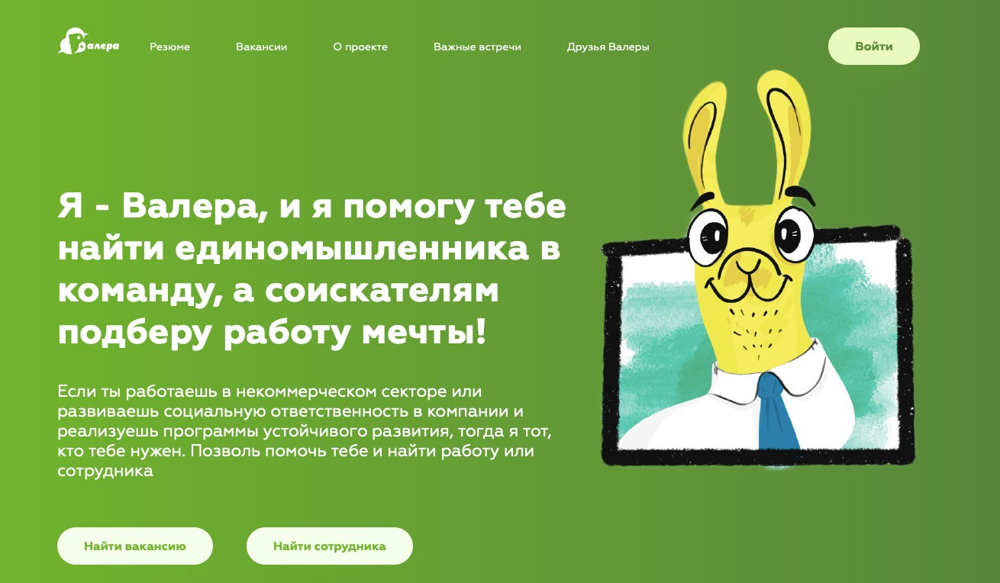 Валера
Резюме
Вакансии
О проекте
Важные встречи
Друзья Валеры
Войти
Я - Валера, и я помогу тебе
найти единомышленника в
команду, а соискателям
подберу работу мечты!
Если ты работаешь в некоммерческом секторе или
развиваешь социальную ответственность в компании и
реализуешь программы устойчивого развития, тогда я тот,
кто тебе нужен. Позволь помочь тебе и найти работу или
сотрудника
Найти вакансию
Найти сотрудника